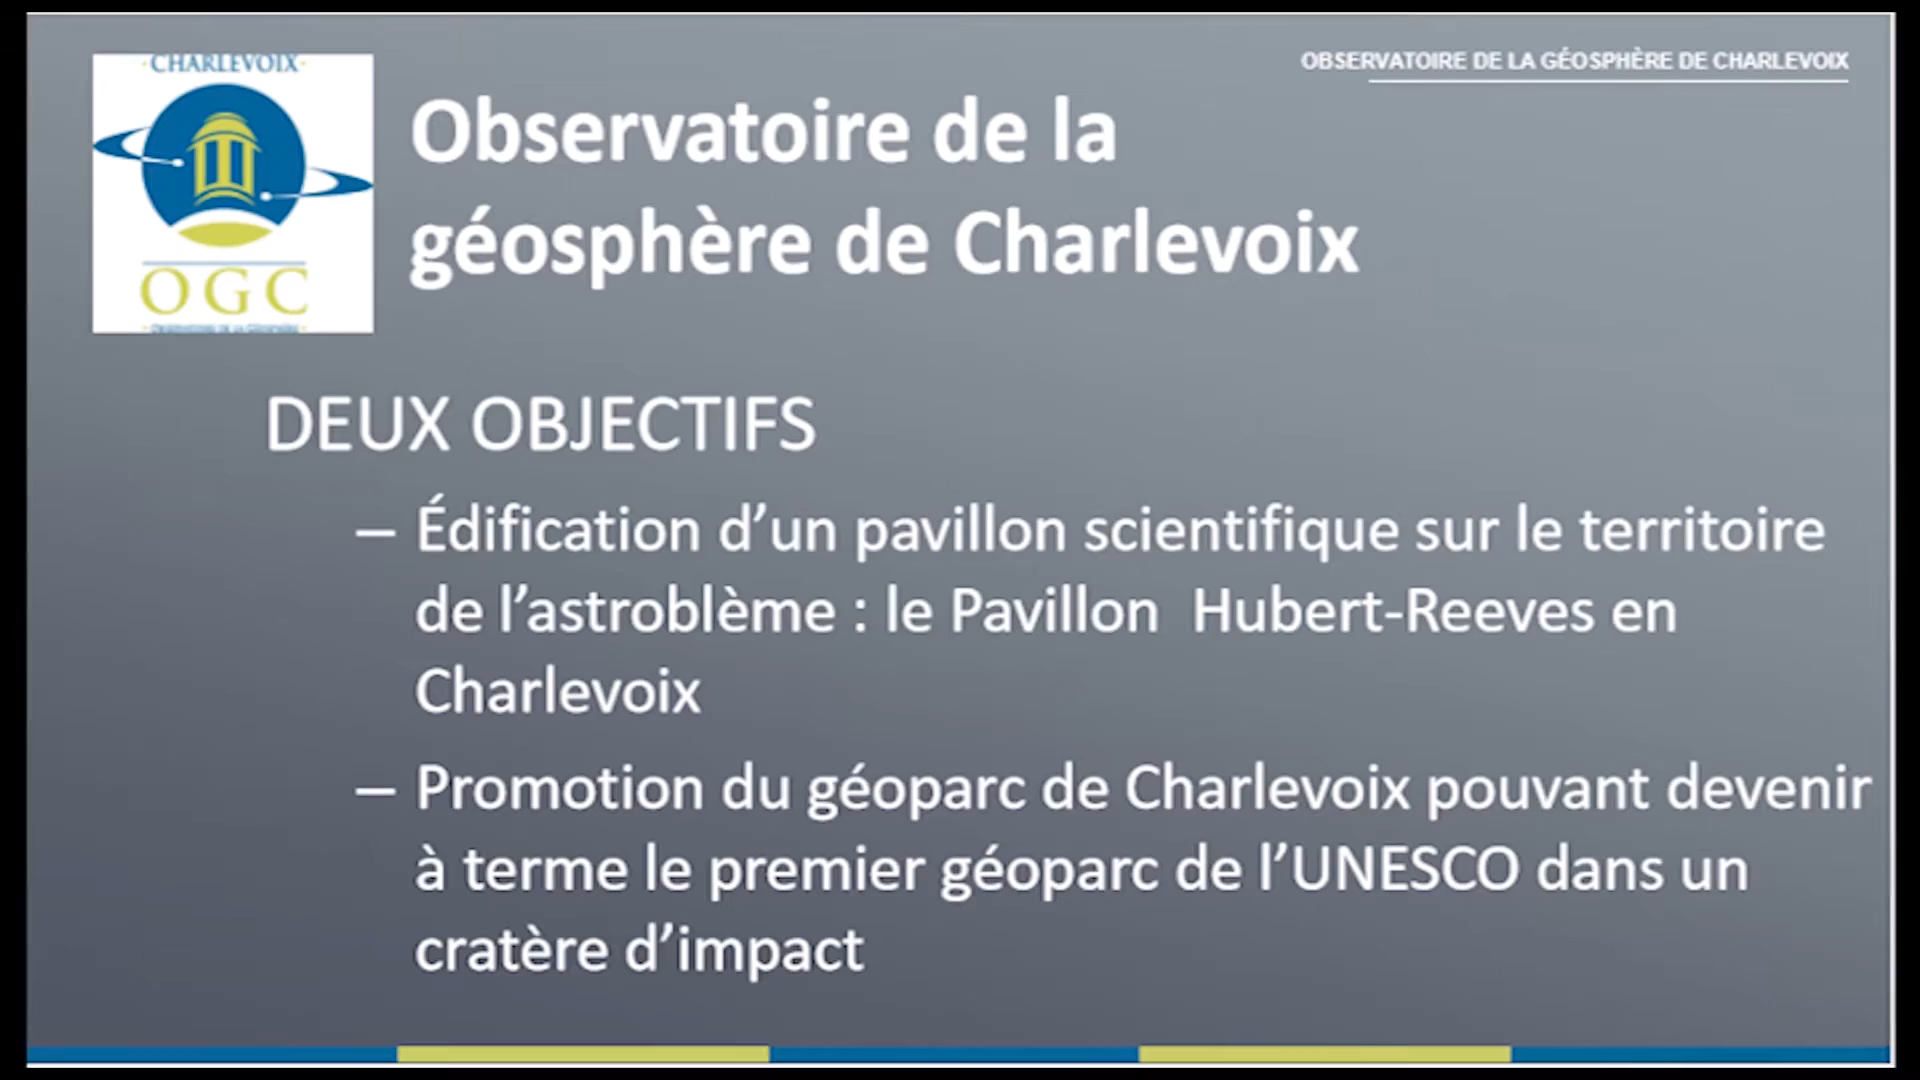 OBSERVATOIRE DE LA GÉOSPHÈRE DE CHARLEVOIX
CHARLEVOIX
OGC
Observatoire de la
géosphère de Charlevoix
DEUX OBJECTIFS
– Édification d’un pavillon scientifique sur le territoire
de l’astroblème : le Pavillon Hubert-Reeves en
Charlevoix
– Promotion du géoparc de Charlevoix pouvant devenir
à terme le premier géoparc de l’UNESCO dans un
cratère d’impact